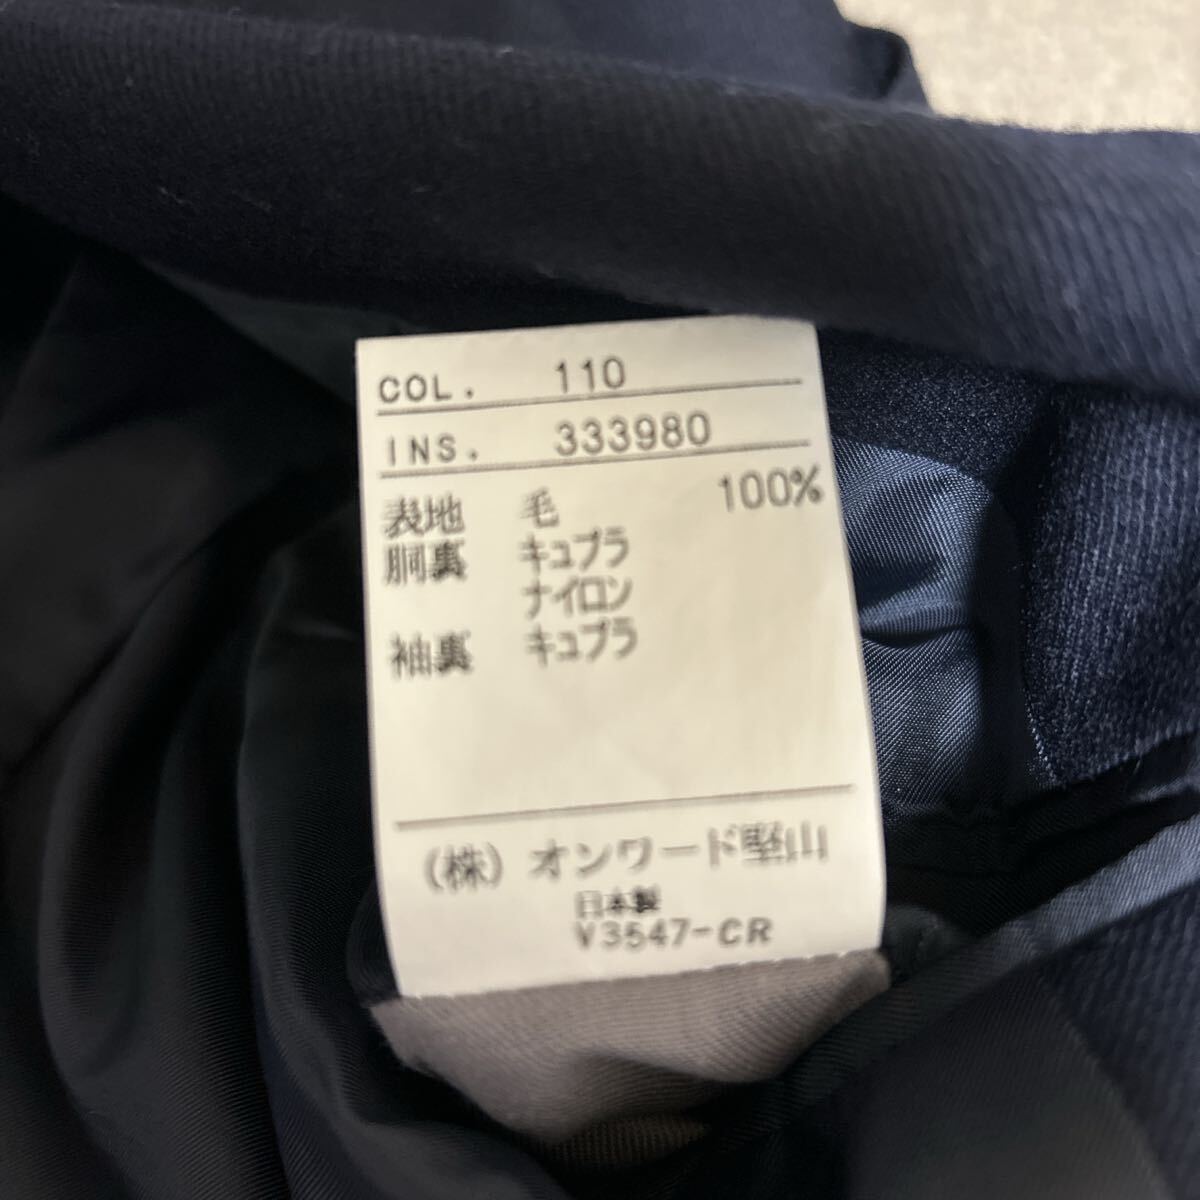 COL. 110
INS. 333980
表地 毛 100%
胴裏 キュプラ
ナイロン
袖裏 キュプラ
(株) オンワード堅山
日本製
V3547-CR